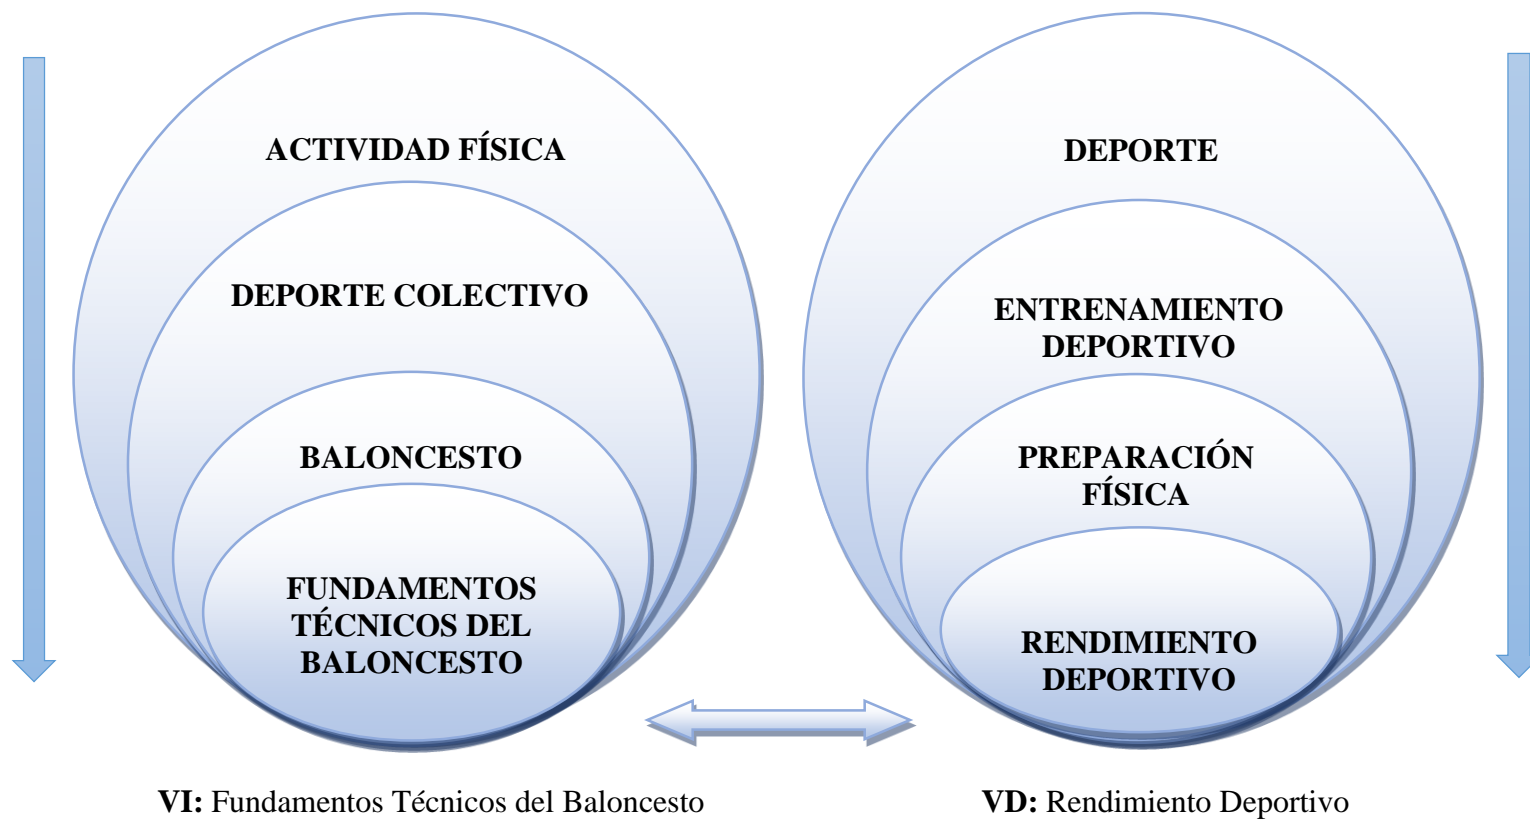 ACTIVIDAD FÍSICA
DEPORTE COLECTIVO
BALONCESTO
FUNDAMENTOS
TÉCNICOS DEL
BALONCESTO
DEPORTE
ENTRENAMIENTO
DEPORTIVO
PREPARACIÓN
FÍSICA
RENDIMIENTO
DEPORTIVO
VI: Fundamentos Técnicos del Baloncesto
VD: Rendimiento Deportivo